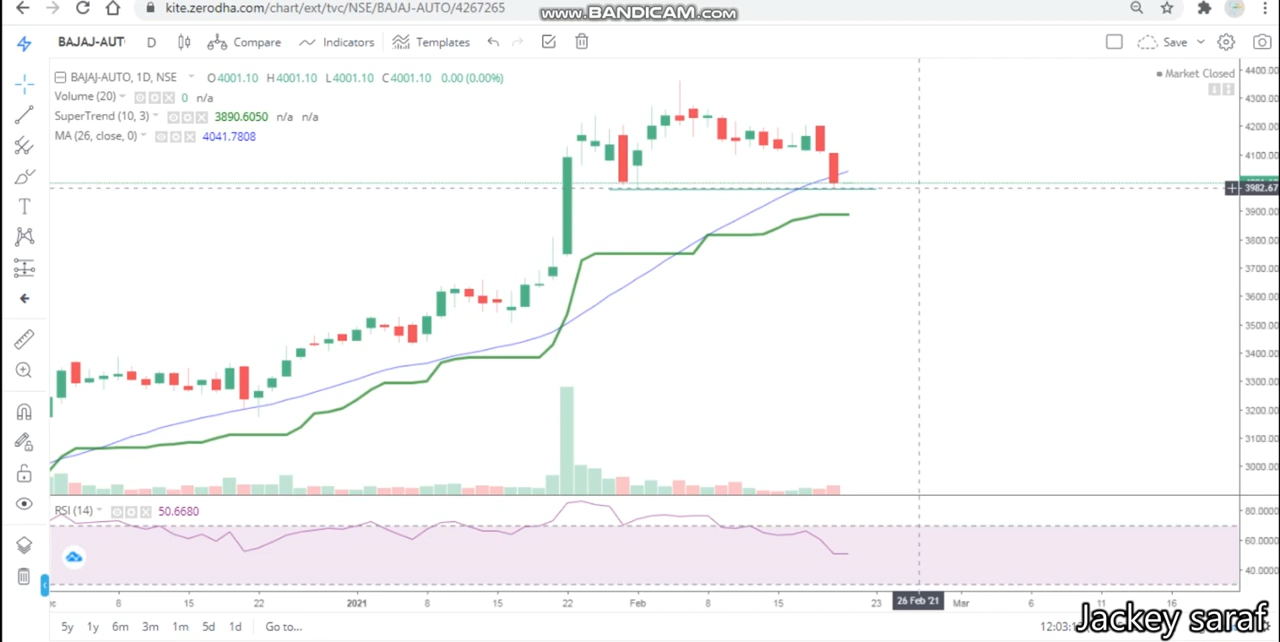 kite.zerodha.com/chart/ext/tvc/NSE/BAJAJ-AUTO/4267265
www.BANDICAM.com
BAJAJ-AUT
D
Compare
Indicators
Templates
Save
BAJAJ-AUTO, 1D, NSE
O4001.10 H4001.10 L4001.10 C4001.10 0.00 (0.00%)
Market Closed
Volume (20)
0 n/a
SuperTrend (10, 3)
3890.6050 n/a n/a
MA (26, close, 0)
4041.7808
4400.00
4300.00
4200.00
4100.00
3982.67
3900.00
3800.00
3700.00
3600.00
3500.00
3400.00
3300.00
3200.00
3100.00
3000.00
RSI (14)
50.6680
80.0000
60.0000
40.0000
8 15 22 2021 8 15 22 Feb 8 15 23 26 Feb '21 Mar 6 11 16
5y 1y 6m 3m 1m 5d 1d Go to...
Jackey saraf